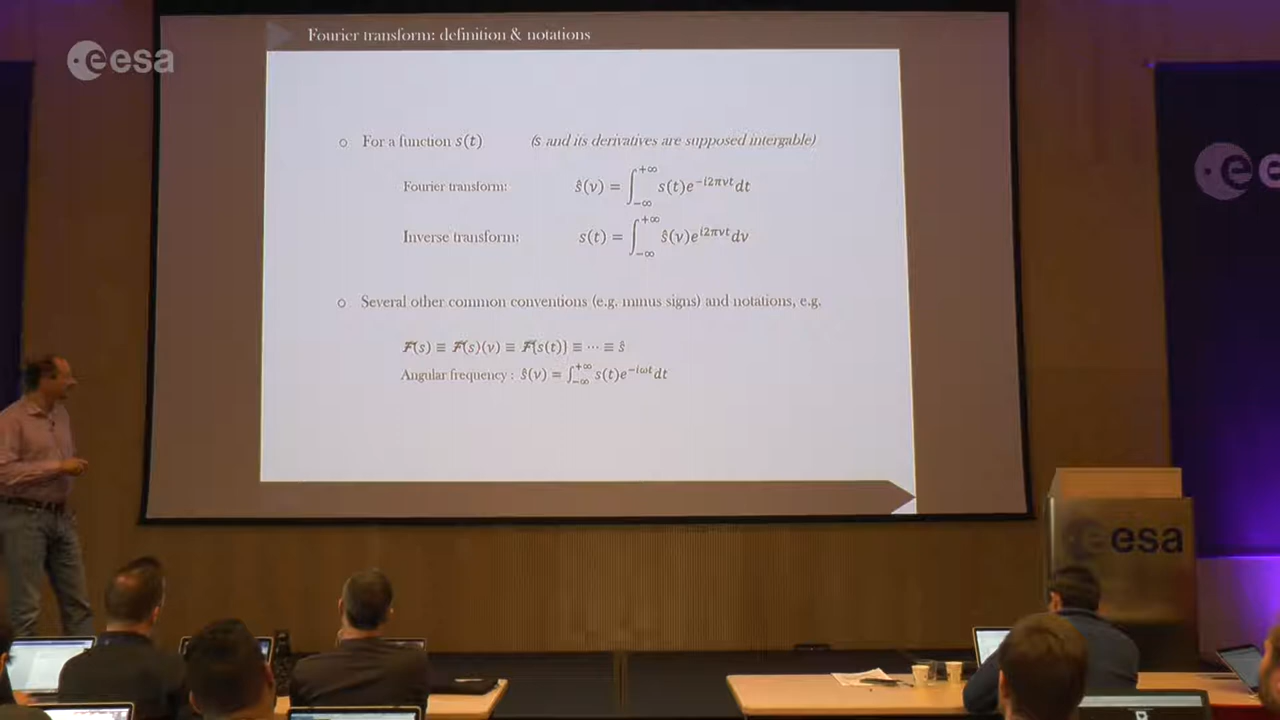 esa
Fourier transform: definition & notations
○ For a function s(t) (s and its derivatives are supposed intergable)
Fourier transform: ŝ(ν) = ∫_{-∞}^{+∞} s(t)e^{-i2πνt}dt
Inverse transform: s(t) = ∫_{-∞}^{+∞} ŝ(ν)e^{i2πνt}dν
○ Several other common conventions (e.g. minus signs) and notations, e.g.
ℱ(s) ≡ ℱ(s)(ν) ≡ ℱ[s(t)] ≡ ⋯ ≡ ŝ
Angular frequency : ŝ(ν) = ∫_{-∞}^{+∞} s(t)e^{-iωt}dt
esa